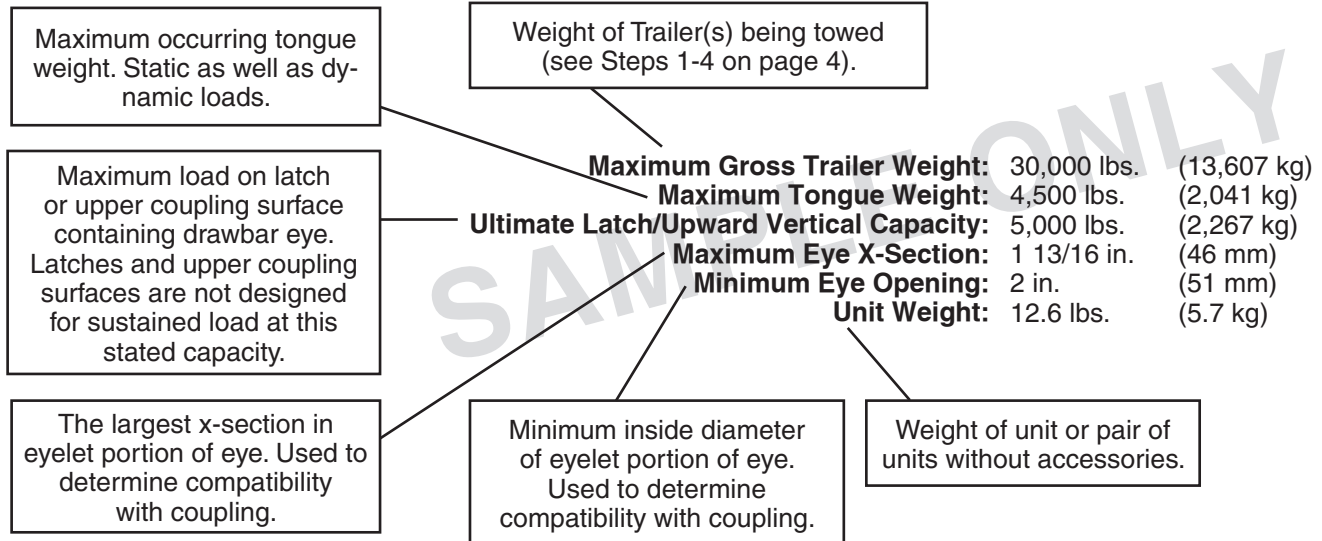 Maximum occurring tongue
weight. Static as well as dy-
namic loads.
Weight of Trailer(s) being towed
(see Steps 1-4 on page 4).
Maximum load on latch
or upper coupling surface
containing drawbar eye.
Latches and upper coupling
surfaces are not designed
for sustained load at this
stated capacity.
SAMPLE ONLY
Maximum Gross Trailer Weight: 30,000 lbs. (13,607 kg)
Maximum Tongue Weight: 4,500 lbs. (2,041 kg)
Ultimate Latch/Upward Vertical Capacity: 5,000 lbs. (2,267 kg)
Maximum Eye X-Section: 1 13/16 in. (46 mm)
Minimum Eye Opening: 2 in. (51 mm)
Unit Weight: 12.6 lbs. (5.7 kg)
The largest x-section in
eyelet portion of eye. Used to
determine compatibility
with coupling.
Minimum inside diameter
of eyelet portion of eye.
Used to determine
compatibility with coupling.
Weight of unit or pair of
units without accessories.